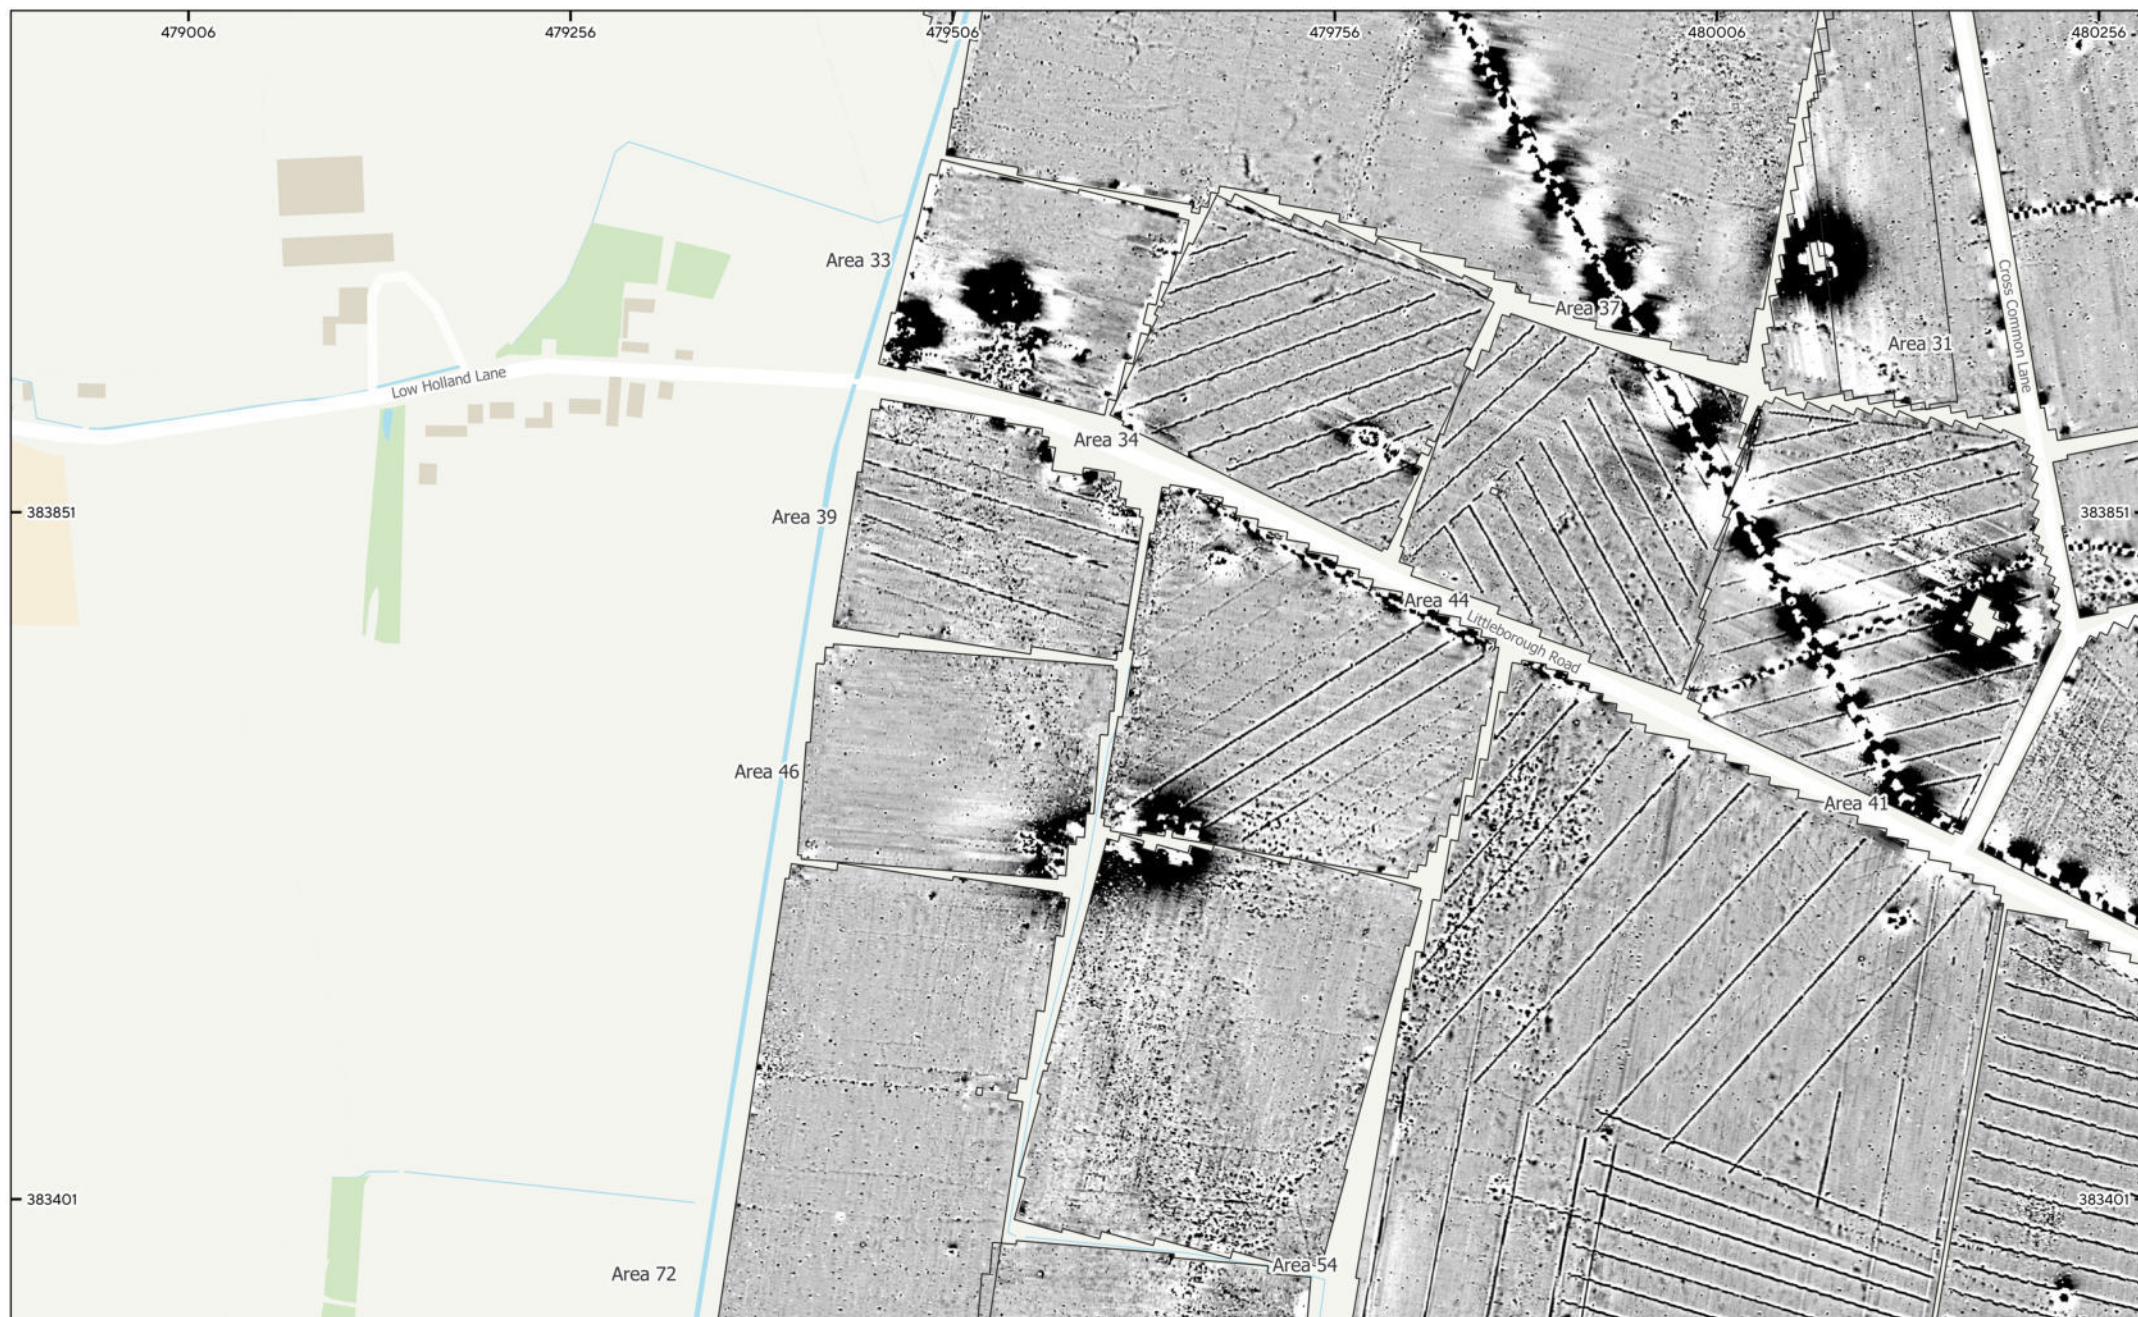 479006
479256
479506
479756
480006
480256
Area 33
Area 37
Area 31
Cross Common Lane
Low Holland Lane
Area 34
383851
Area 39
383851
Area 44
Littleborough Road
Area 46
Area 41
383401
383401
Area 54
Area 72